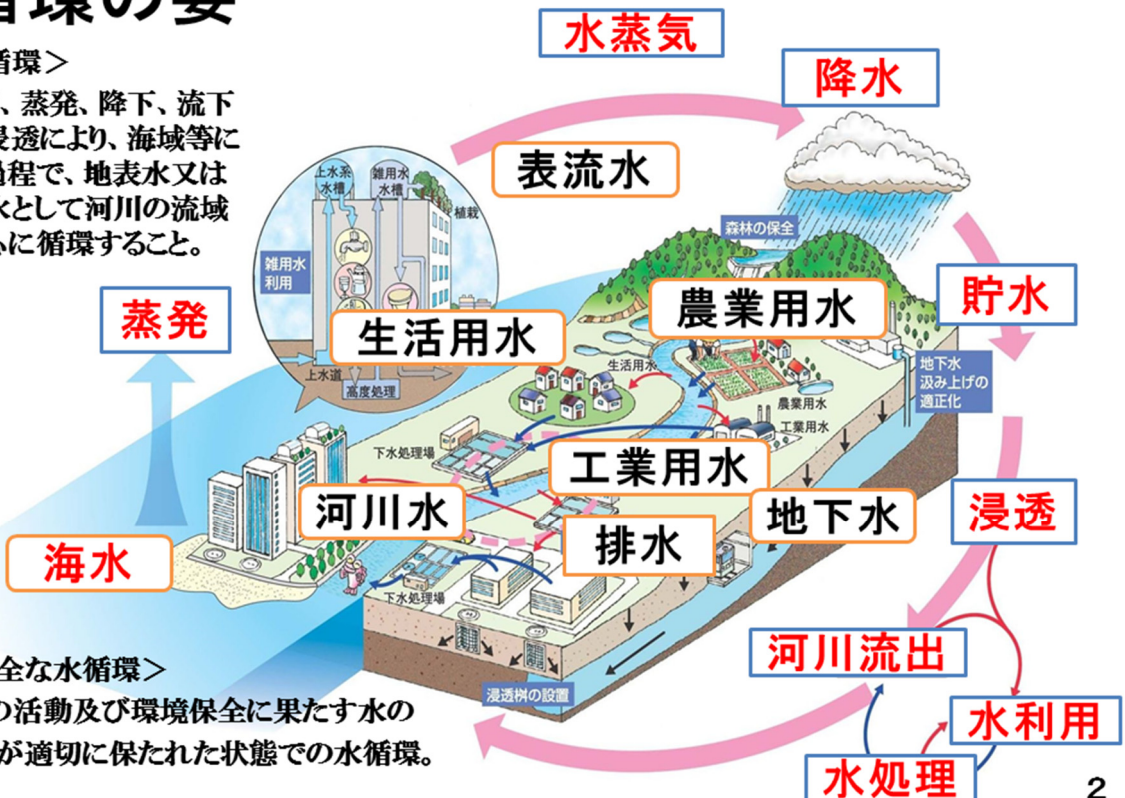 循環の姿
循環＞
、蒸発、降下、流下
浸透により、海域等に
過程で、地表水又は
水として河川の流域
に循環すること。
水蒸気
降水
表流水
上水系
水槽
雑用水
水槽
植栽
雑用水
利用
森林の保全
貯水
蒸発
生活用水
農業用水
上水道
高度処理
生活用水
農業用水
工業用水
地下水
汲み上げの
適正化
下水処理場
工業用水
河川水
地下水
浸透
排水
海水
下水処理場
河川流出
全な水循環＞
の活動及び環境保全に果たす水の
が適切に保たれた状態での水循環。
浸透桝の設置
水利用
水処理
2